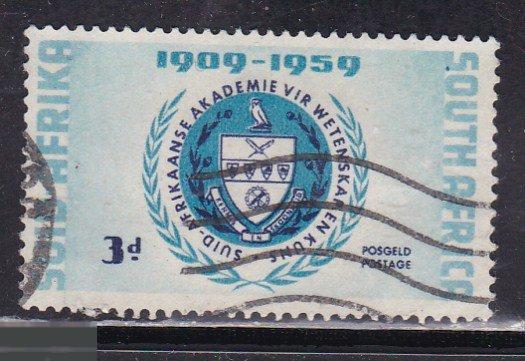 1909-1959
SUID-AFRIKA
SOUTH AFRICA
SUID-AFRIKAANSE AKADEMIE VIR WETENSKAP EN KUNS
3d
POSGELD
POSTAGE